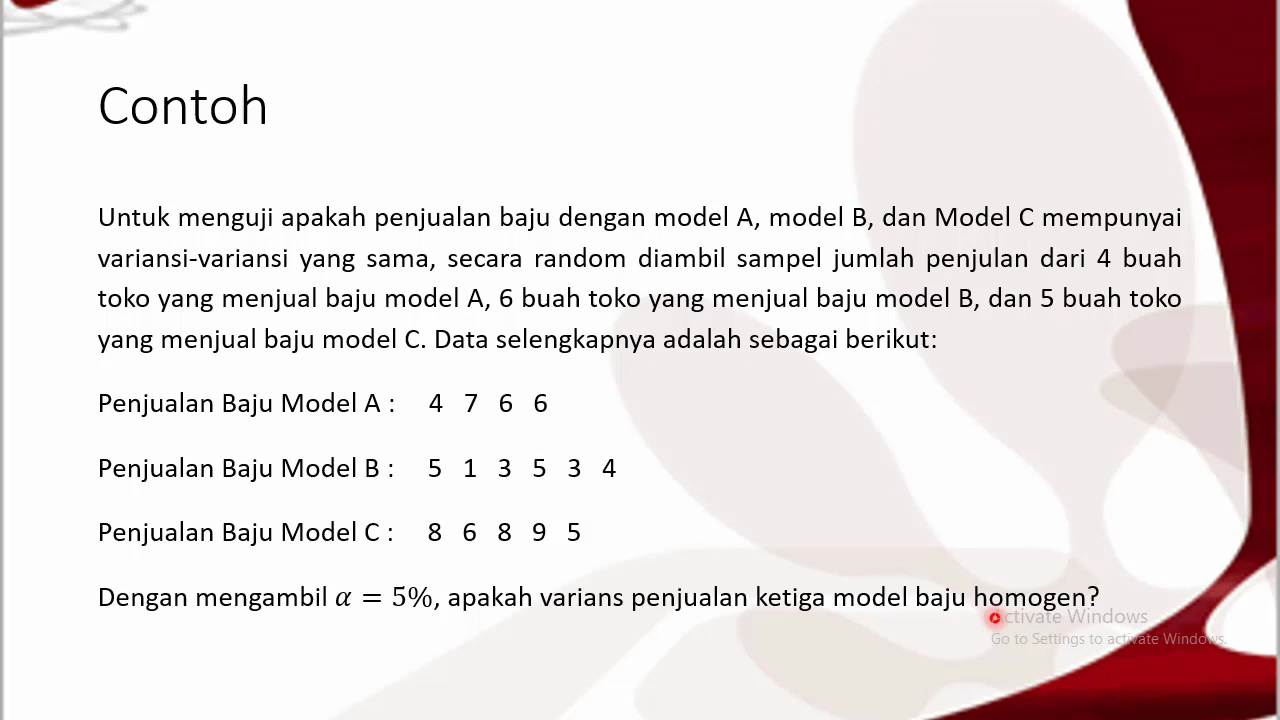 Contoh
Untuk menguji apakah penjualan baju dengan model A, model B, dan Model C mempunyai
variansi-variansi yang sama, secara random diambil sampel jumlah penjulan dari 4 buah
toko yang menjual baju model A, 6 buah toko yang menjual baju model B, dan 5 buah toko
yang menjual baju model C. Data selengkapnya adalah sebagai berikut:
Penjualan Baju Model A : 4 7 6 6
Penjualan Baju Model B : 5 1 3 5 3 4
Penjualan Baju Model C : 8 6 8 9 5
Dengan mengambil 𝛼 = 5%, apakah varians penjualan ketiga model baju homogen?
Activate Windows
Go to Settings to activate Windows.